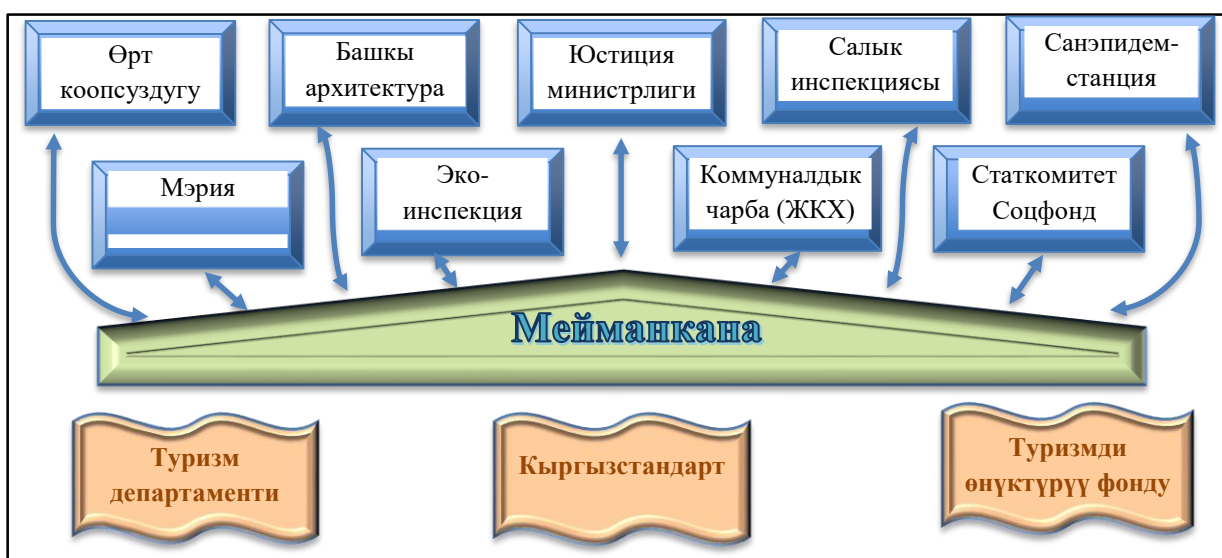 Өрт
коопсуздугу
Башкы
архитектура
Юстиция
министрлиги
Салык
инспекциясы
Санэпидем-
станция
Мэрия
Эко-
инспекция
Коммуналдык
чарба (ЖКХ)
Статкомитет
Соцфонд
Мейманкана
Туризм
департаменти
Кыргызстандарт
Туризмди
өнүктүрүү фонду